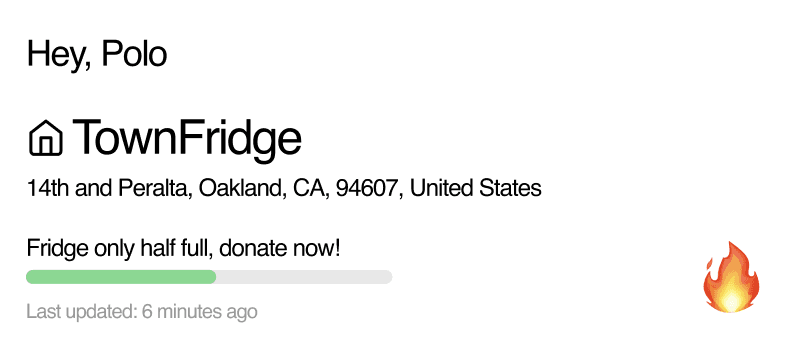 Hey, Polo
TownFridge
14th and Peralta, Oakland, CA, 94607, United States
Fridge only half full, donate now!
Last updated: 6 minutes ago